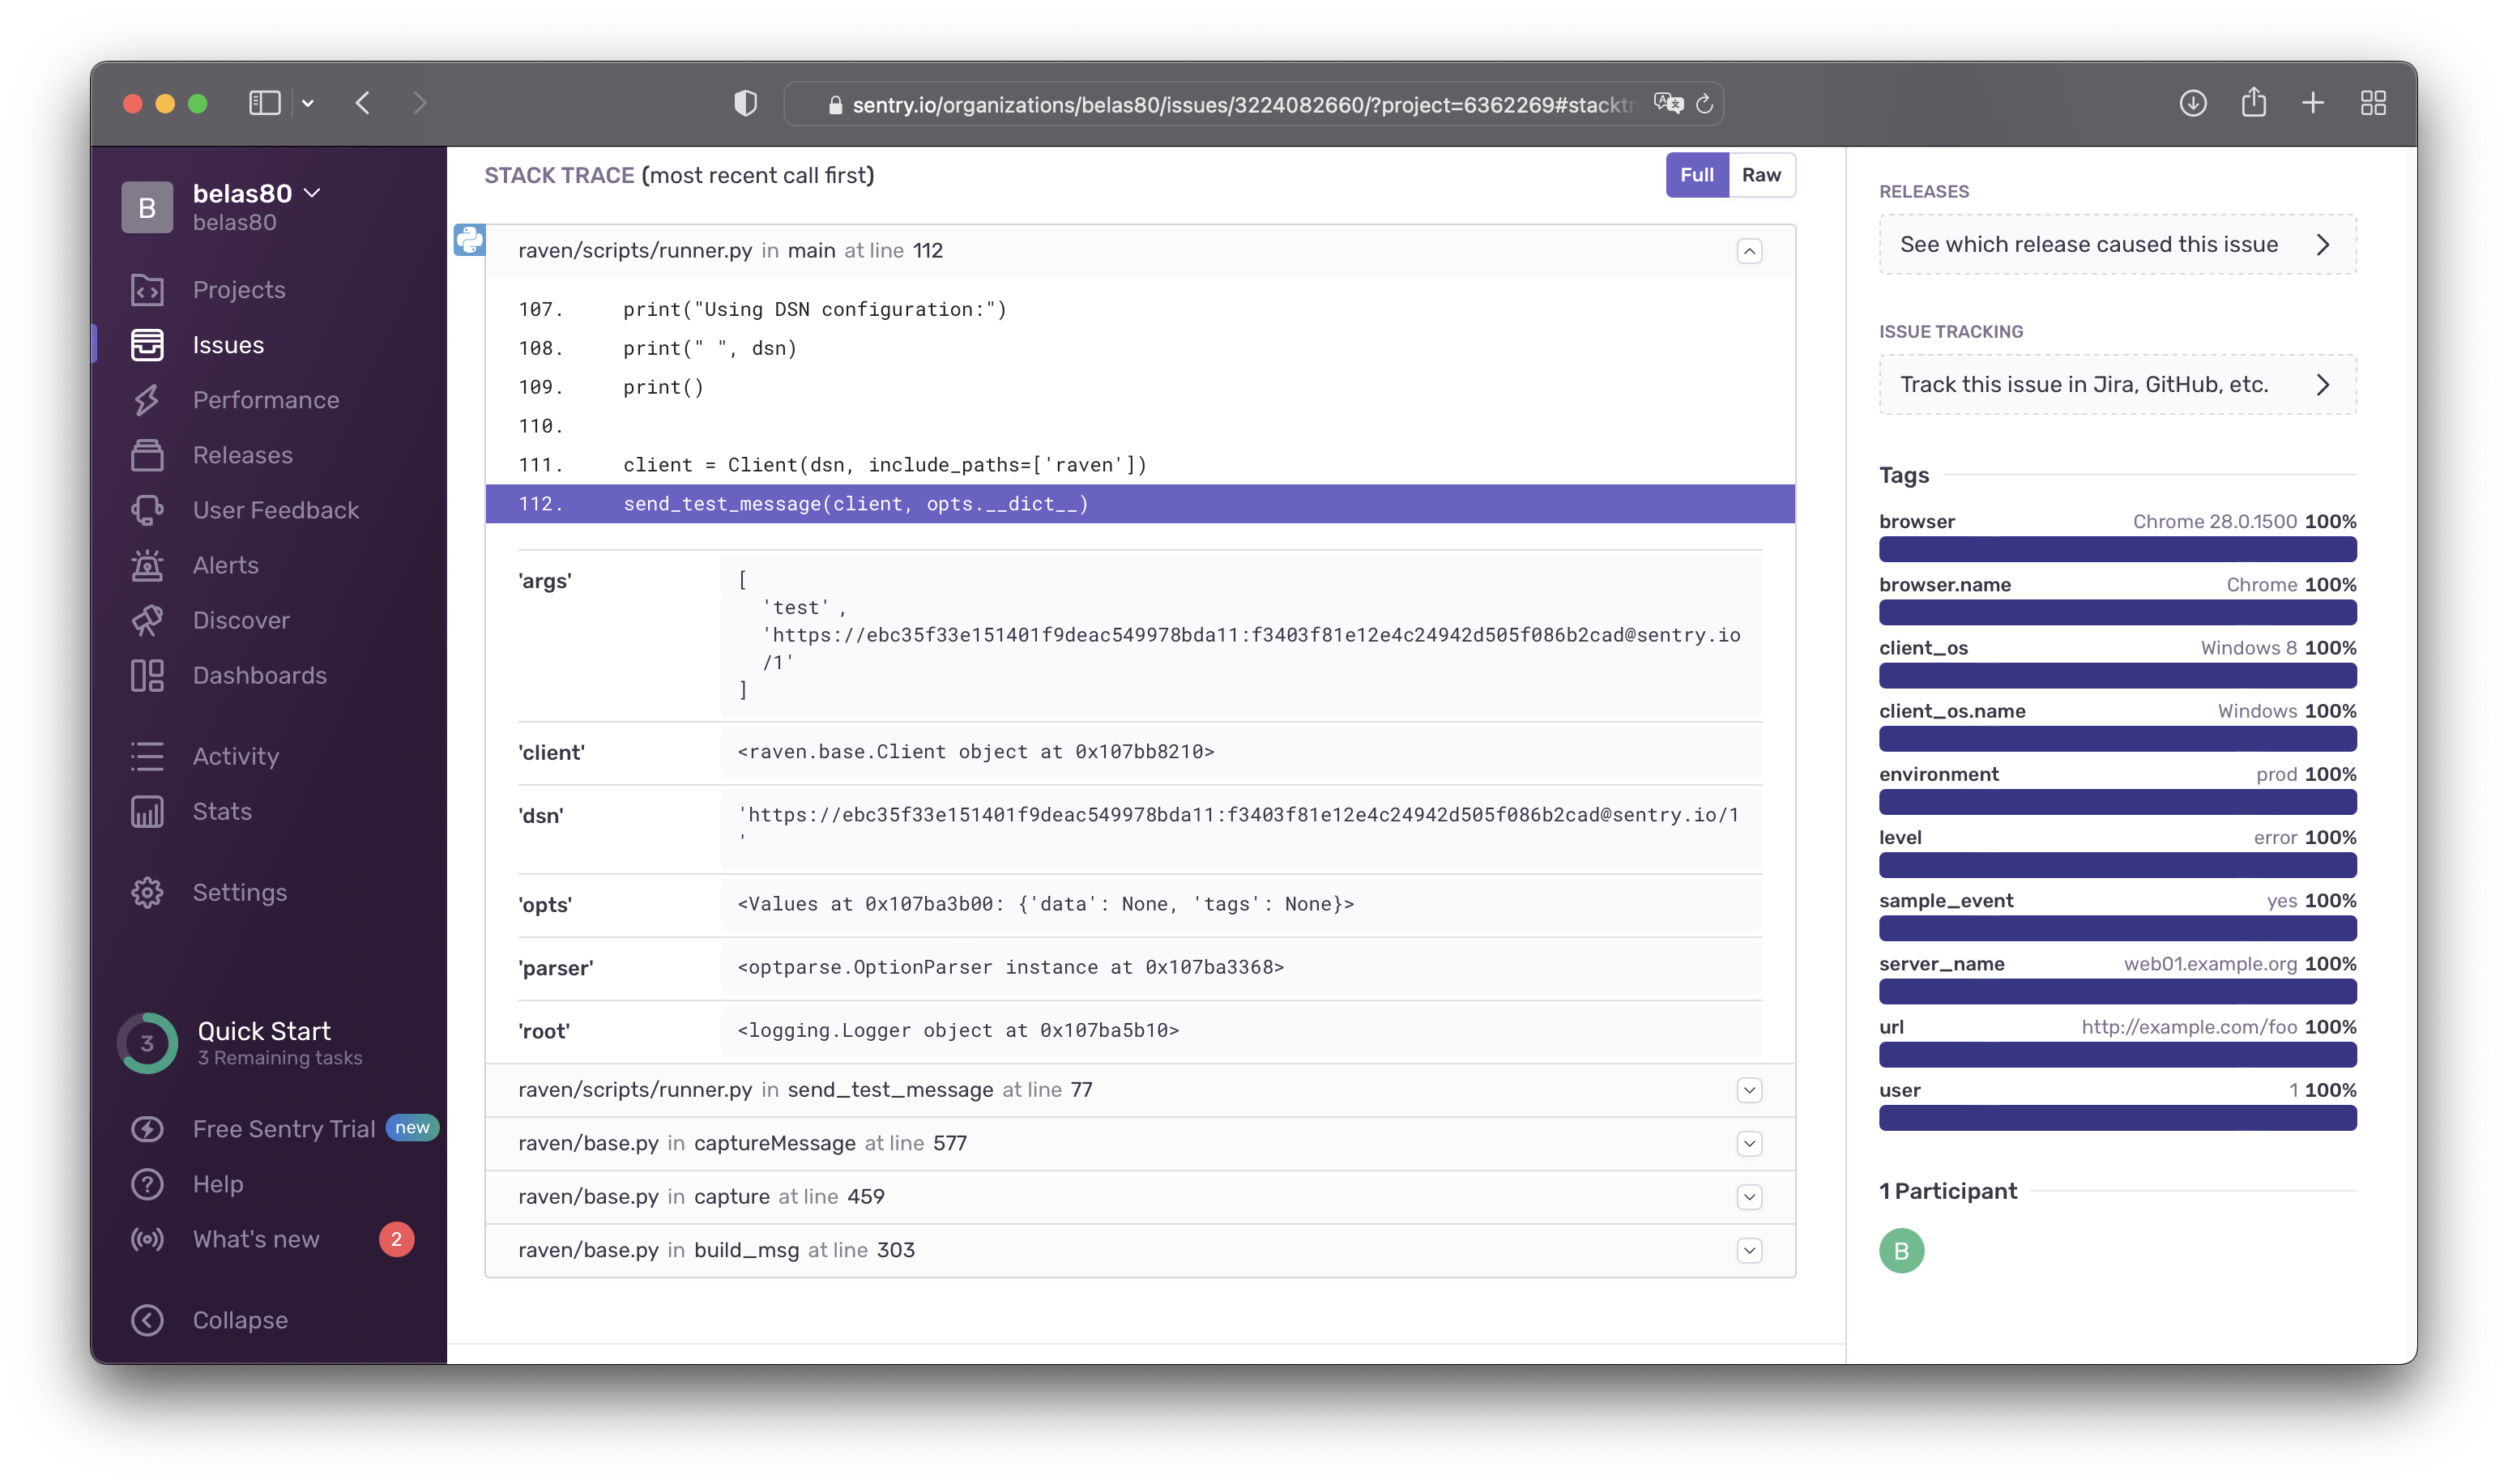 sentry.io/organizations/belas80/issues/3224082660/?project=6362269#stacktr
B
belas80
belas80
Projects
Issues
Performance
Releases
User Feedback
Alerts
Discover
Dashboards
Activity
Stats
Settings
3
Quick Start
3 Remaining tasks
Free Sentry Trial new
Help
What's new 2
Collapse
STACK TRACE (most recent call first)
Full Raw
raven/scripts/runner.py in main at line 112
107. print("Using DSN configuration:")
108. print(" ", dsn)
109. print()
110.
111. client = Client(dsn, include_paths=['raven'])
112. send_test_message(client, opts.__dict__)
'args' [
'test' ,
'https://ebc35f33e151401f9deac549978bda11:f3403f81e12e4c24942d505f086b2cad@sentry.io
/1'
]
'client' <raven.base.Client object at 0x107bb8210>
'dsn' 'https://ebc35f33e151401f9deac549978bda11:f3403f81e12e4c24942d505f086b2cad@sentry.io/1
'
'opts' <Values at 0x107ba3b00: {'data': None, 'tags': None}>
'parser' <optparse.OptionParser instance at 0x107ba3368>
'root' <logging.Logger object at 0x107ba5b10>
raven/scripts/runner.py in send_test_message at line 77
raven/base.py in captureMessage at line 577
raven/base.py in capture at line 459
raven/base.py in build_msg at line 303
RELEASES
See which release caused this issue
ISSUE TRACKING
Track this issue in Jira, GitHub, etc.
Tags
browser Chrome 28.0.1500 100%
browser.name Chrome 100%
client_os Windows 8 100%
client_os.name Windows 100%
environment prod 100%
level error 100%
sample_event yes 100%
server_name web01.example.org 100%
url http://example.com/foo 100%
user 1 100%
1 Participant
B